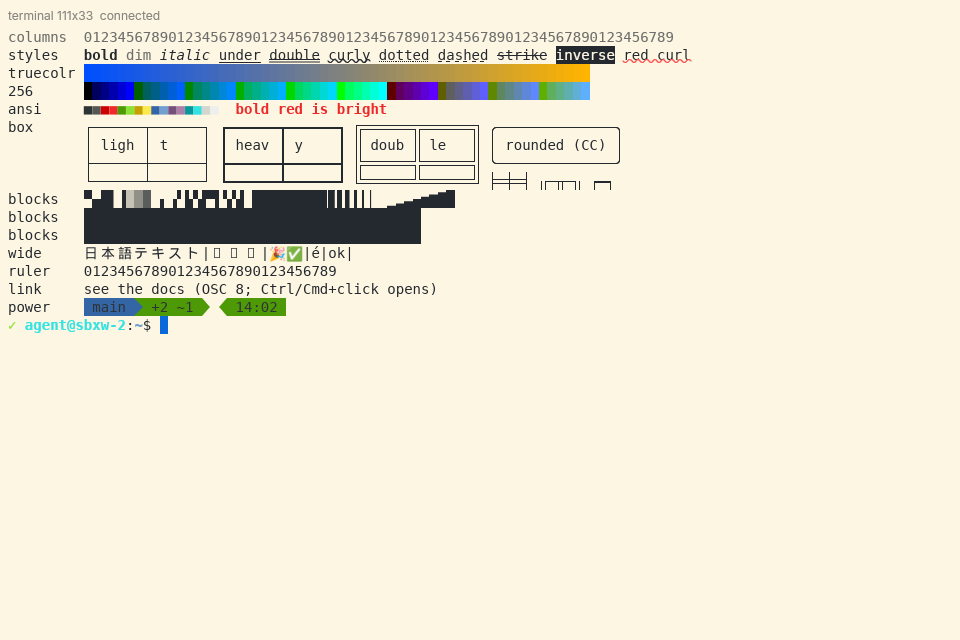 terminal 111x33 connected
columns 0123456789012345678901234567890123456789012345678901234567890123456789
styles bold dim italic under double curly dotted dashed strike inverse red curl
truecolr
256
ansi bold red is bright
box
ligh t heav y doub le rounded (CC)
blocks
blocks
blocks
wide 日本語テキスト| |🎉✅|é|ok|
ruler 012345678901234567890123456789
link see the docs (OSC 8; Ctrl/Cmd+click opens)
power main +2 ~1 14:02
✓ agent@sbxw-2:~$